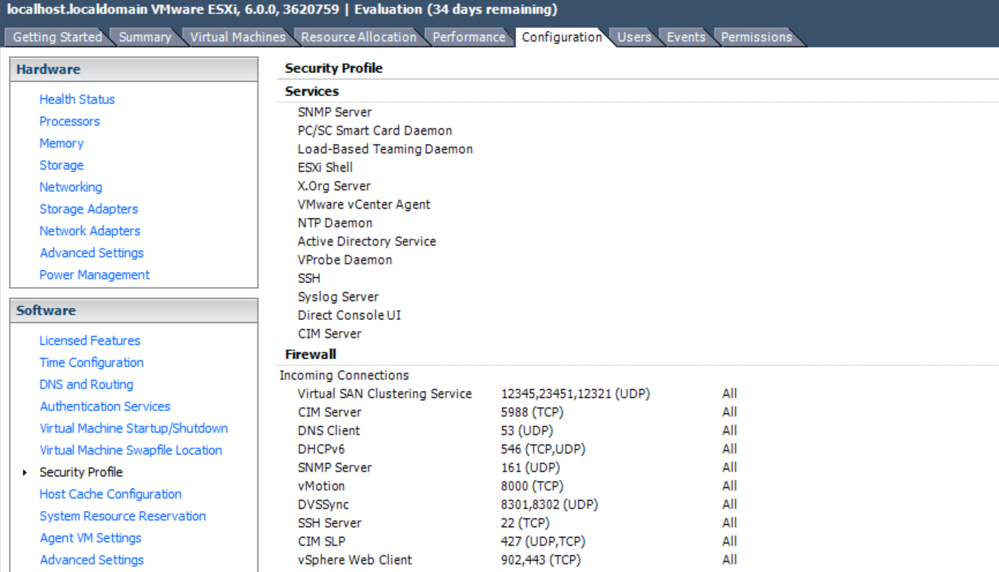 localhost.localdomain VMware ESXi, 6.0.0, 3620759 | Evaluation (34 days remaining)
Getting Started Summary Virtual Machines Resource Allocation Performance Configuration Users Events Permissions
Hardware
Health Status
Processors
Memory
Storage
Networking
Storage Adapters
Network Adapters
Advanced Settings
Power Management
Software
Licensed Features
Time Configuration
DNS and Routing
Authentication Services
Virtual Machine Startup/Shutdown
Virtual Machine Swapfile Location
Security Profile
Host Cache Configuration
System Resource Reservation
Agent VM Settings
Advanced Settings
Security Profile
Services
SNMP Server
PC/SC Smart Card Daemon
Load-Based Teaming Daemon
ESXi Shell
X.Org Server
VMware vCenter Agent
NTP Daemon
Active Directory Service
VProbe Daemon
SSH
Syslog Server
Direct Console UI
CIM Server
Firewall
Incoming Connections
Virtual SAN Clustering Service 12345,23451,12321 (UDP) All
CIM Server 5988 (TCP) All
DNS Client 53 (UDP) All
DHCPv6 546 (TCP,UDP) All
SNMP Server 161 (UDP) All
vMotion 8000 (TCP) All
DVSSync 8301,8302 (UDP) All
SSH Server 22 (TCP) All
CIM SLP 427 (UDP,TCP) All
vSphere Web Client 902,443 (TCP) All